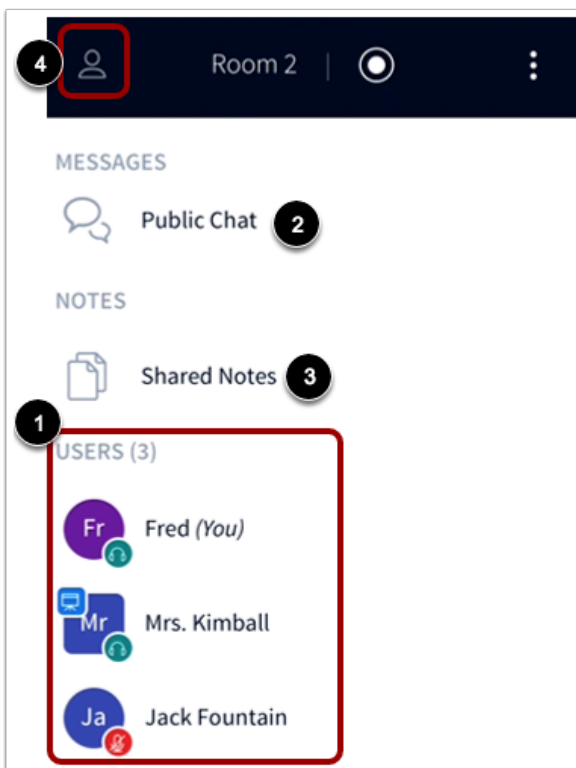 4
Room 2
MESSAGES
Public Chat 2
NOTES
Shared Notes 3
1
USERS (3)
Fr Fred (You)
Mr Mrs. Kimball
Ja Jack Fountain